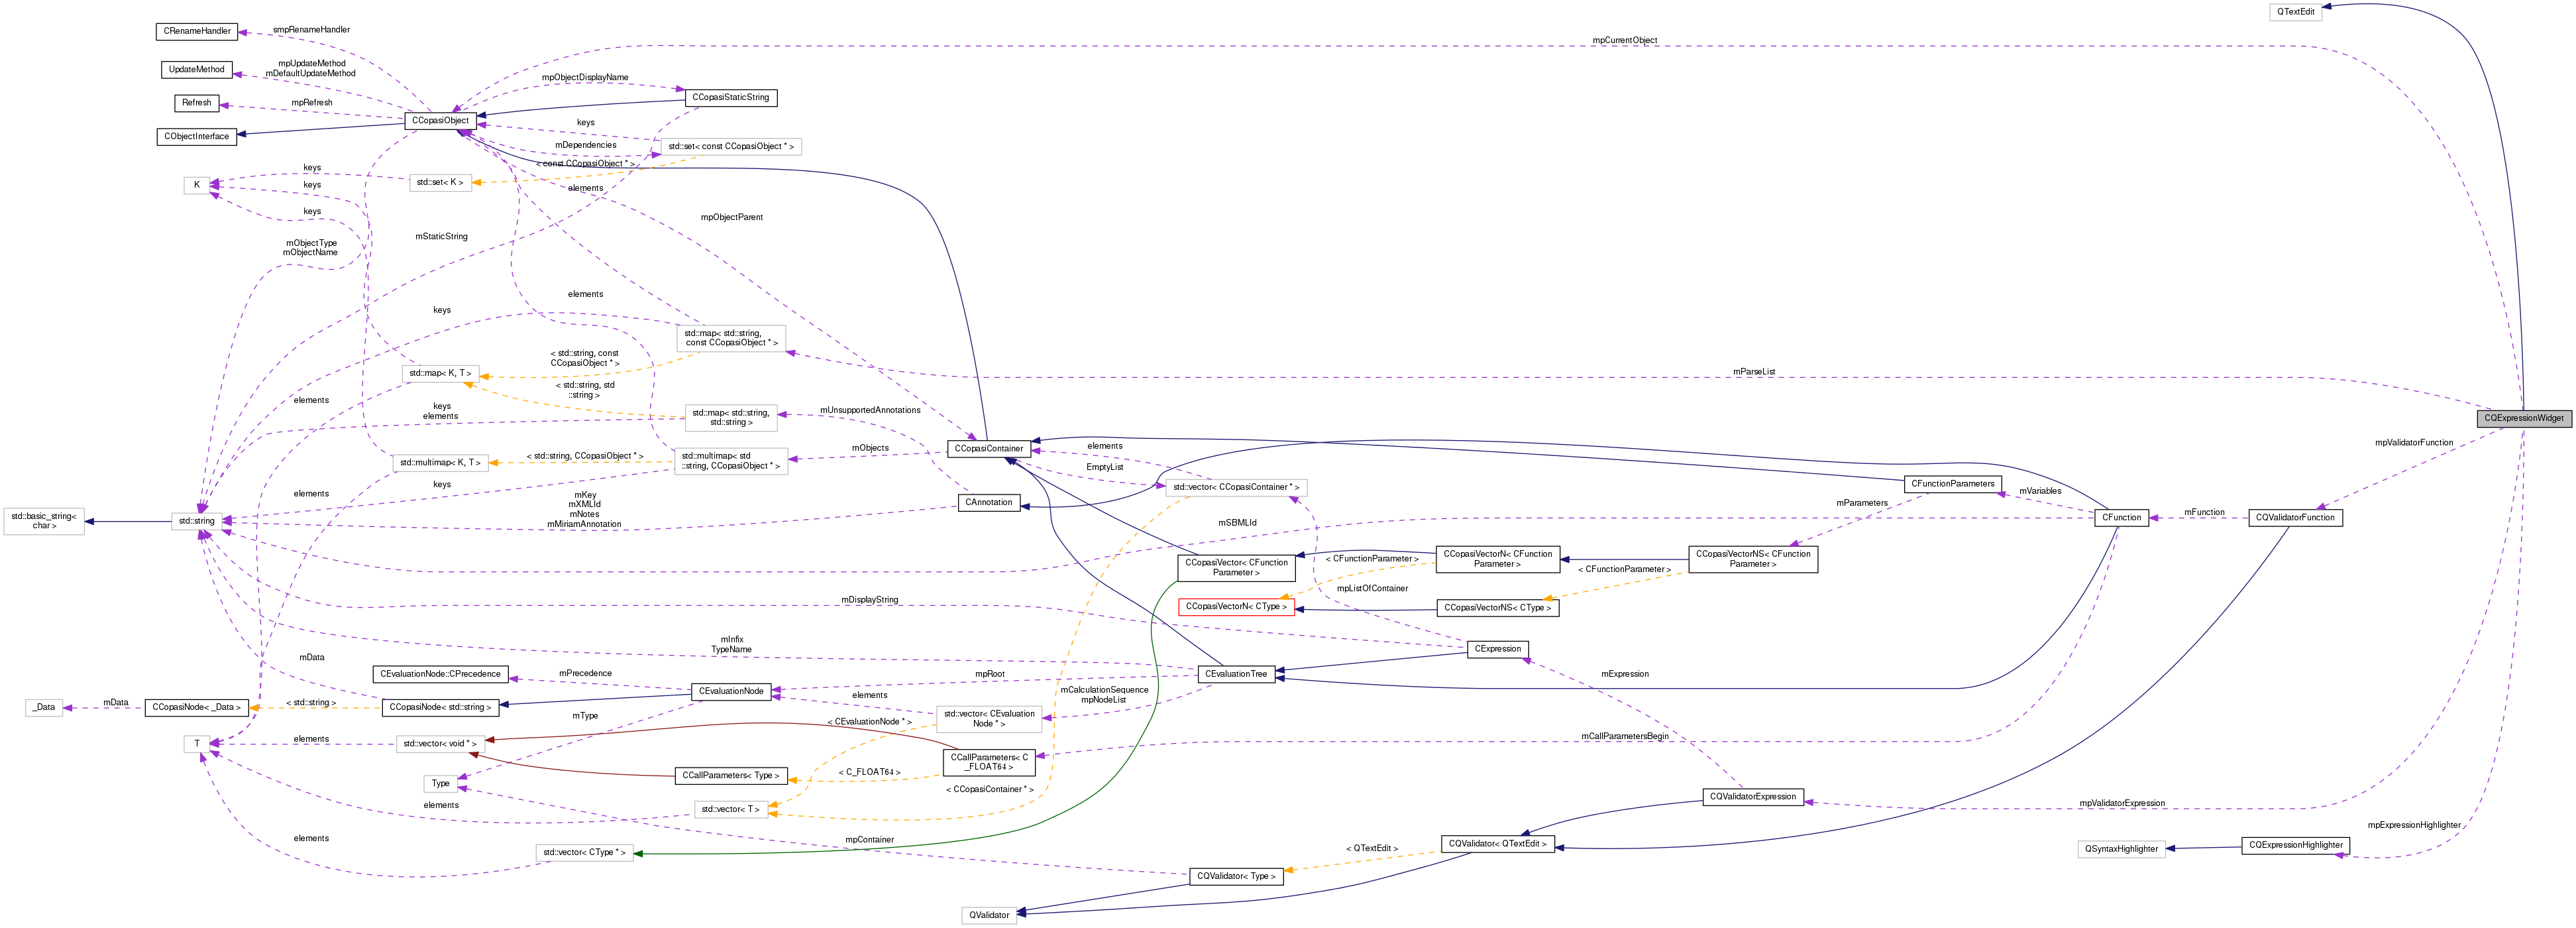 QTextEdit
CRenameHandler
smpRenameHandler
mpCurrentObject
UpdateMethod
mpUpdateMethod
mDefaultUpdateMethod
mpObjectDisplayName
Refresh
mpRefresh
CCopasiStaticString
CCopasiObject
CObjectInterface
keys
mDependencies
std::set< const CCopasiObject * >
< const CCopasiObject * >
keys
K
std::set< K >
keys
elements
keys
mpObjectParent
mStaticString
mObjectType
mObjectName
elements
keys
std::map< std::string,
const CCopasiObject * >
< std::string, const
CCopasiObject * >
std::map< K, T >
mParseList
< std::string, std
::string >
elements
keys
elements
std::map< std::string,
std::string >
mUnsupportedAnnotations
CQExpressionWidget
mpValidatorFunction
mObjects
CCopasiContainer
elements
EmptyList
std::multimap< K, T >
< std::string, CCopasiObject * >
std::multimap< std
::string, CCopasiObject * >
keys
std::vector< CCopasiContainer * >
CFunctionParameters
mVariables
mParameters
elements
mKey
mXMLId
mNotes
mMiriamAnnotation
CAnnotation
std::basic_string<
char >
std::string
mSBMLId
CFunction
mFunction
CQValidatorFunction
CCopasiVector< CFunction
Parameter >
< CFunctionParameter >
CCopasiVectorN< CFunction
Parameter >
< CFunctionParameter >
CCopasiVectorNS< CFunction
Parameter >
mpListOfContainer
mDisplayString
CCopasiVectorN< CType >
CCopasiVectorNS< CType >
mInfix
TypeName
CExpression
mData
CEvaluationNode::CPrecedence
mPrecedence
mpRoot
CEvaluationTree
mExpression
CEvaluationNode
elements
mCalculationSequence
mpNodeList
_Data
mData
CCopasiNode< _Data >
< std::string >
CCopasiNode< std::string >
mType
< CEvaluationNode * >
std::vector< CEvaluation
Node * >
T
elements
std::vector< void * >
mCallParametersBegin
CCallParameters< C
_FLOAT64 >
Type
CCallParameters< Type >
< C_FLOAT64 >
< CCopasiContainer * >
CQValidatorExpression
mpValidatorExpression
elements
std::vector< T >
mpExpressionHighlighter
elements
std::vector< CType * >
mpContainer
CQValidator< QTextEdit >
< QTextEdit >
QSyntaxHighlighter
CQExpressionHighlighter
CQValidator< Type >
QValidator